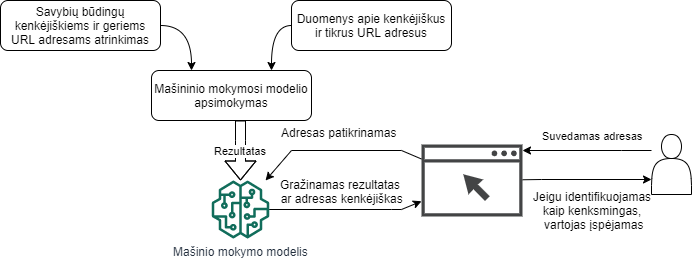 Savybių būdingų
kenkėjiškiems ir geriems
URL adresams atrinkimas
Duomenys apie kenkėjiškus
ir tikrus URL adresus
Mašininio mokymosi modelio
apsimokymas
Rezultatas
Adresas patikrinamas
Suvedamas adresas
Gražinamas rezultatas
ar adresas kenkėjiškas
Jeigu identifikuojamas
kaip kenksmingas,
vartojas įspėjamas
Mašinio mokymo modelis